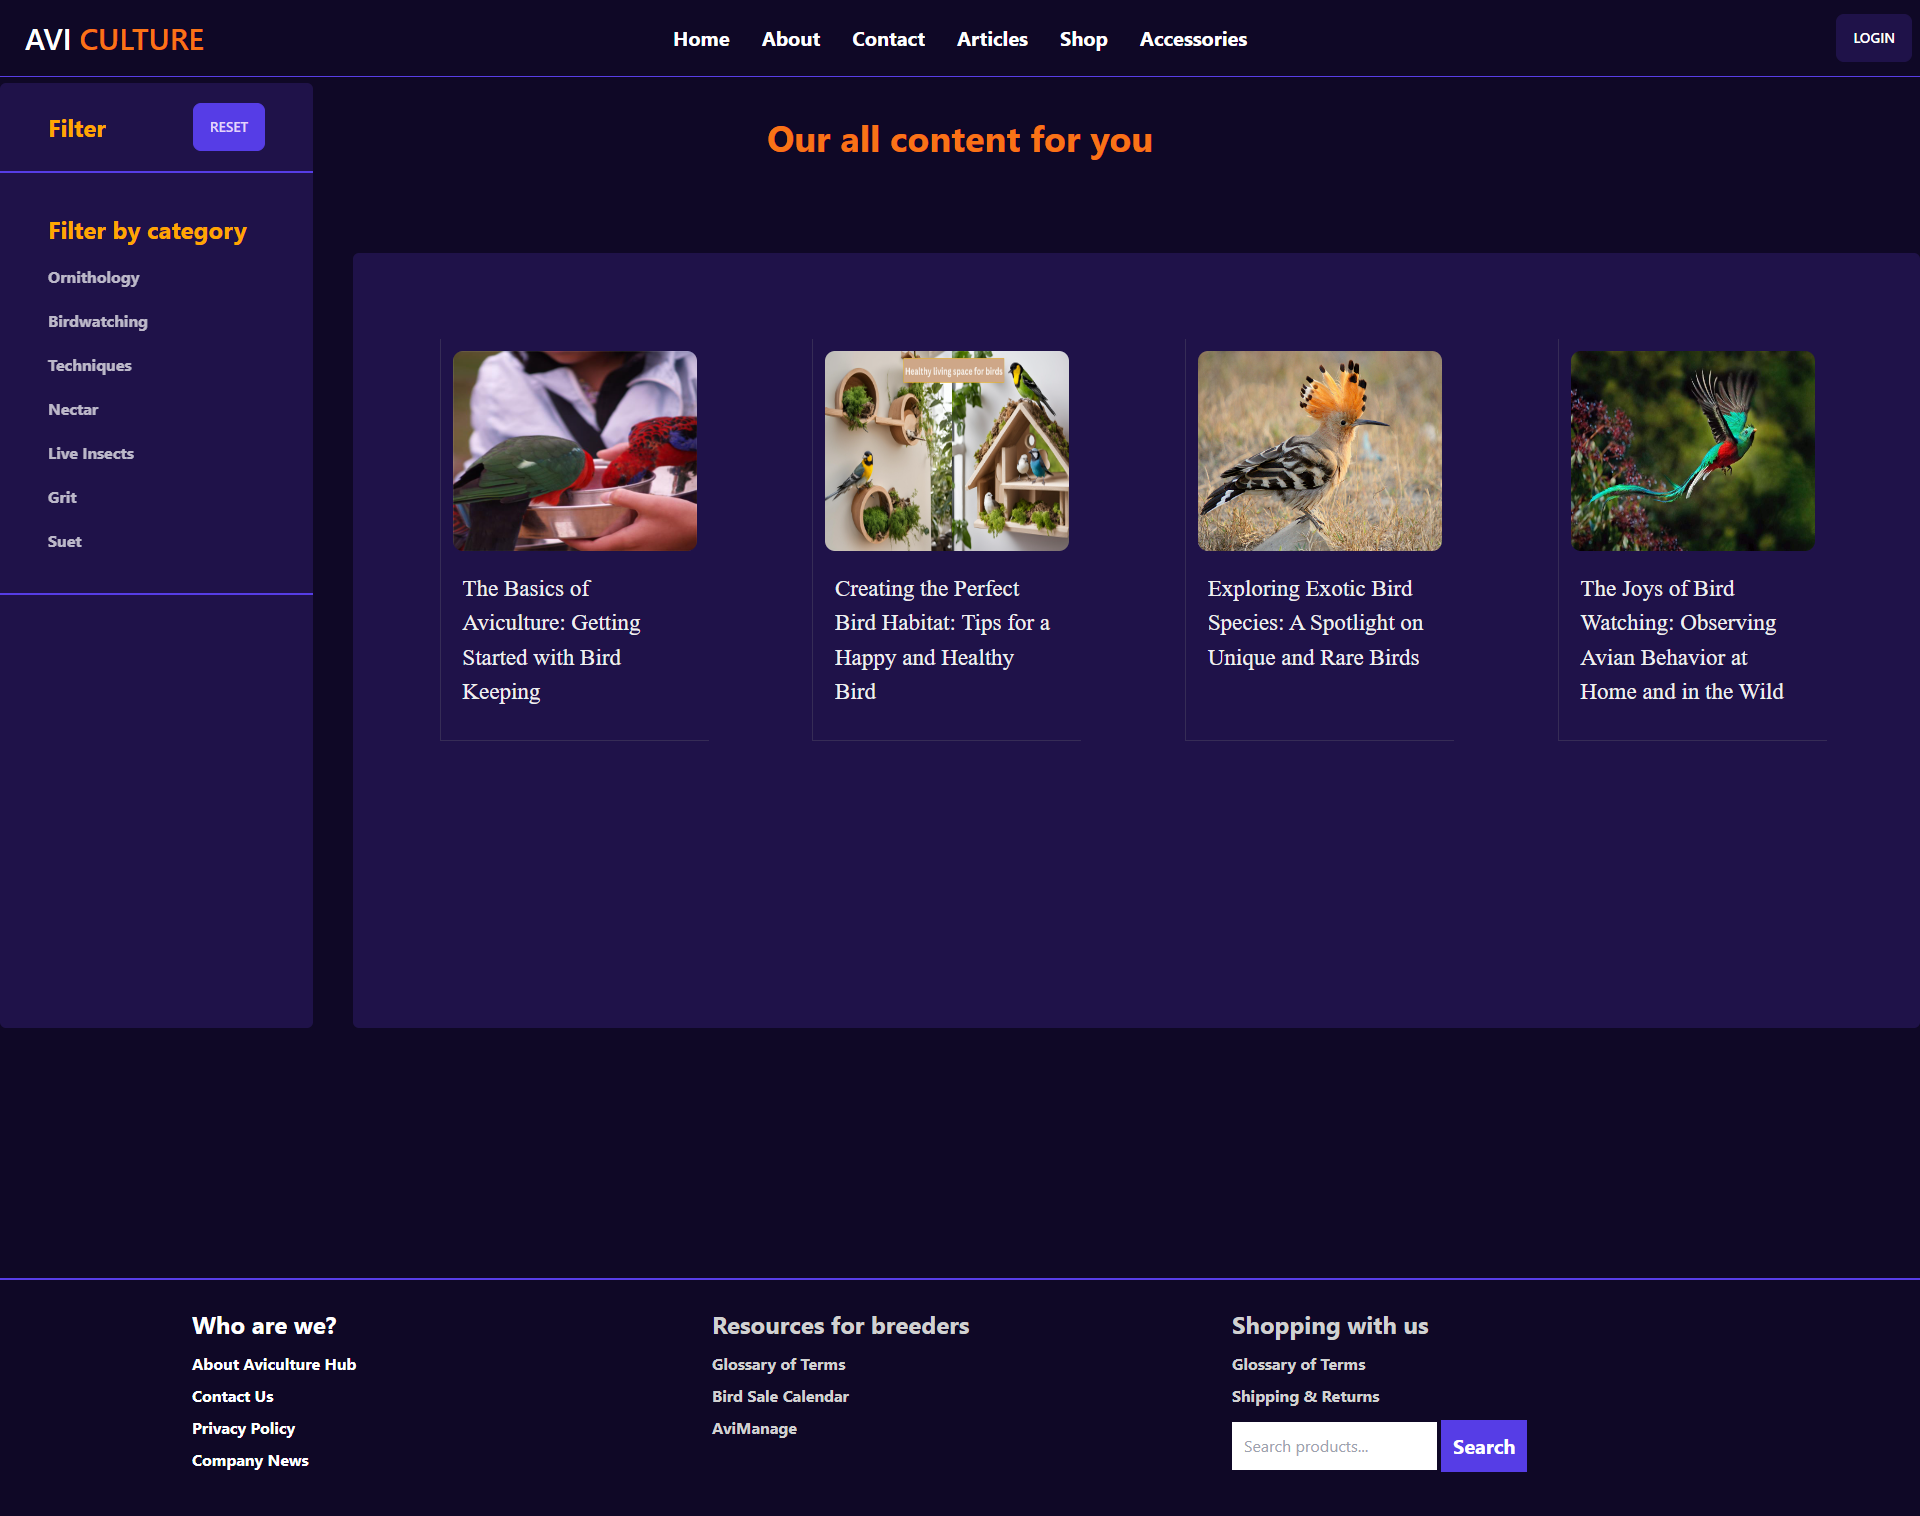 AVI CULTURE
Home About Contact Articles Shop Accessories
LOGIN
Filter
RESET
Filter by category
Ornithology
Birdwatching
Techniques
Nectar
Live Insects
Grit
Suet
Our all content for you
The Basics of
Aviculture: Getting
Started with Bird
Keeping
Healthy living space for birds
Creating the Perfect
Bird Habitat: Tips for a
Happy and Healthy
Bird
Exploring Exotic Bird
Species: A Spotlight on
Unique and Rare Birds
The Joys of Bird
Watching: Observing
Avian Behavior at
Home and in the Wild
Who are we?
About Aviculture Hub
Contact Us
Privacy Policy
Company News
Resources for breeders
Glossary of Terms
Bird Sale Calendar
AviManage
Shopping with us
Glossary of Terms
Shipping & Returns
Search products...
Search